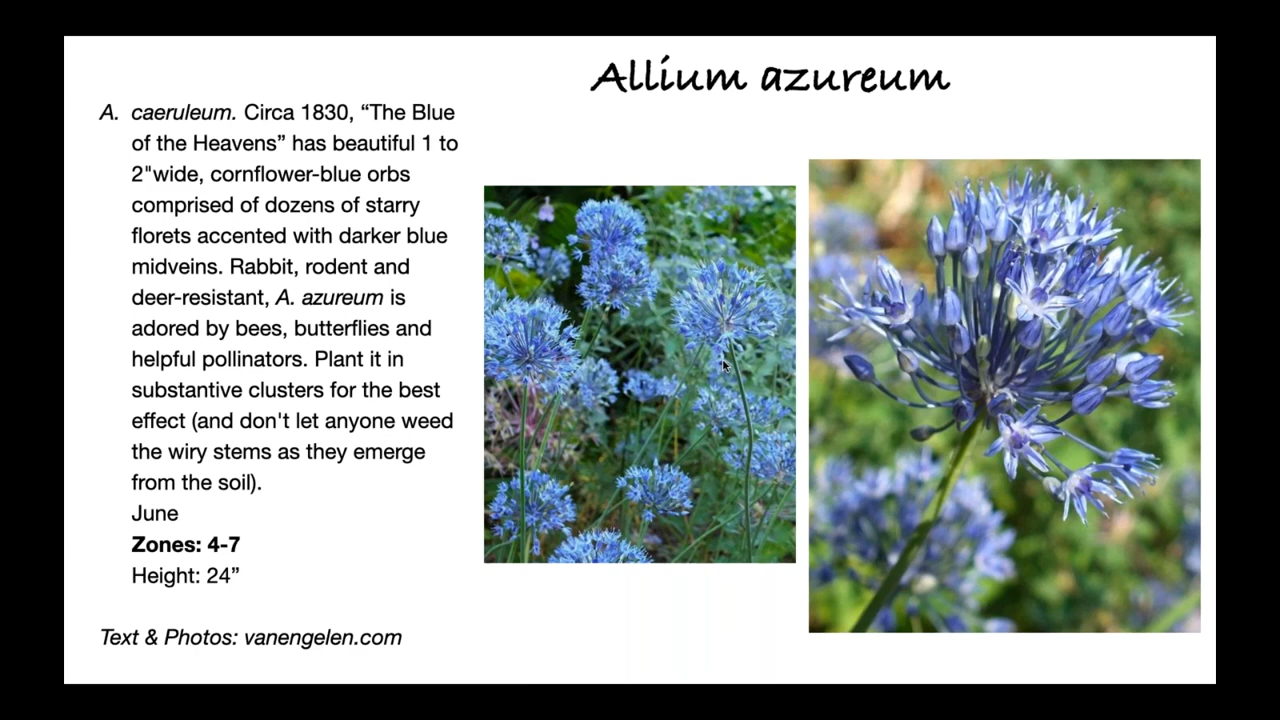 Allium azureum
A. caeruleum. Circa 1830, “The Blue
of the Heavens” has beautiful 1 to
2"wide, cornflower-blue orbs
comprised of dozens of starry
florets accented with darker blue
midveins. Rabbit, rodent and
deer-resistant, A. azureum is
adored by bees, butterflies and
helpful pollinators. Plant it in
substantive clusters for the best
effect (and don't let anyone weed
the wiry stems as they emerge
from the soil).
June
Zones: 4-7
Height: 24”
Text & Photos: vanengelen.com